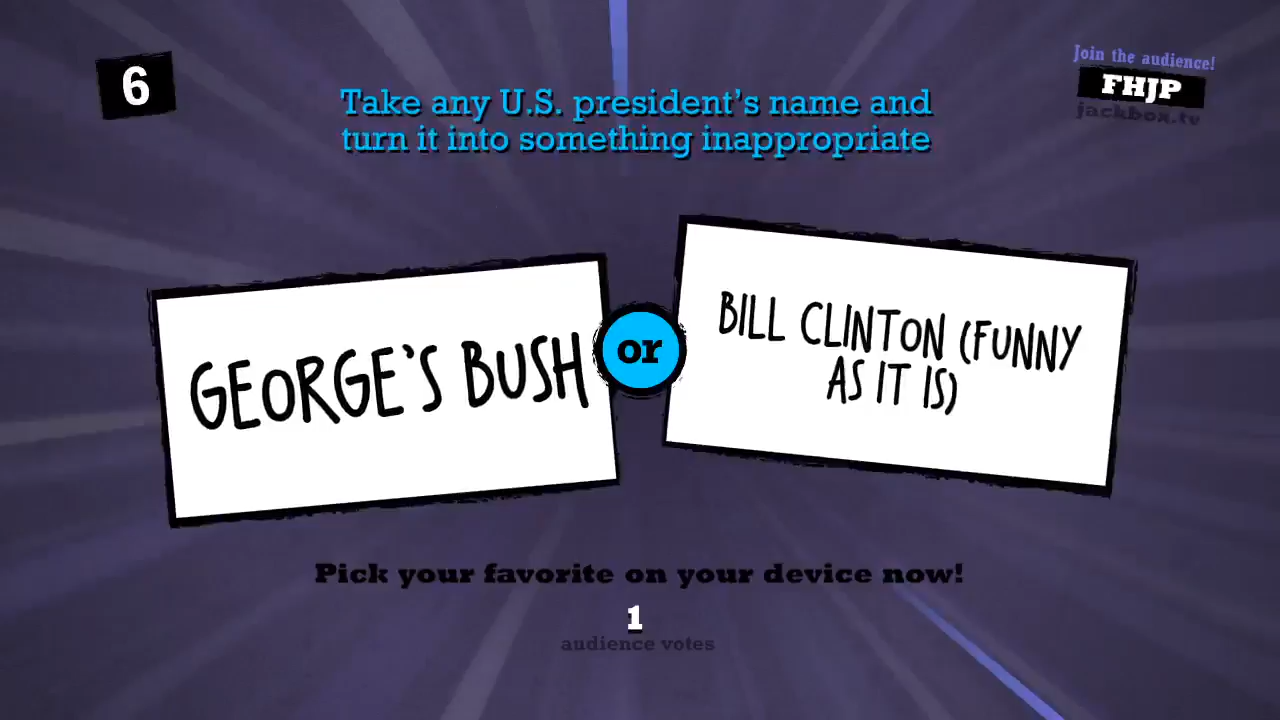 6
Join the audience!
FHJP
jackbox.tv
Take any U.S. president's name and
turn it into something inappropriate
GEORGE'S BUSH
or
BILL CLINTON (FUNNY
AS IT IS)
Pick your favorite on your device now!
1
audience votes